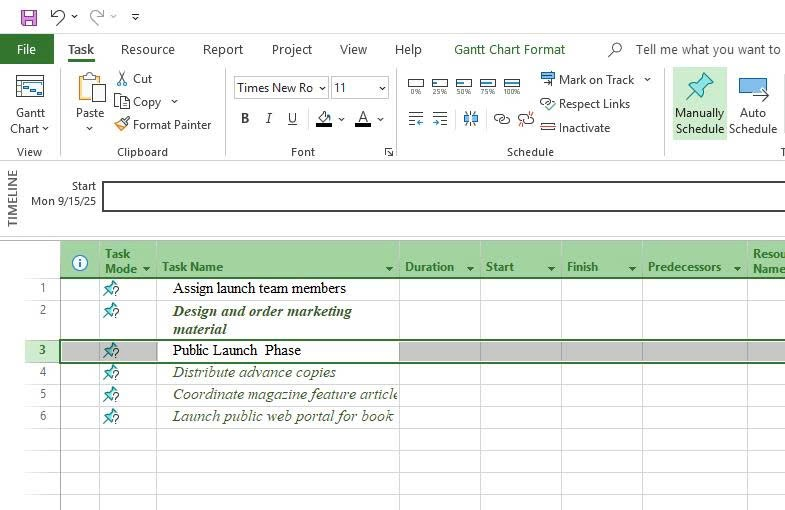 File Task Resource Report Project View Help Gantt Chart Format Tell me what you want to
Gantt Chart
Paste
Cut
Copy
Format Painter
Times New Ro 11
B I U A
0% 25% 50% 75% 100%
Mark on Track
Respect Links
Inactivate
Manually Schedule
Auto Schedule
View Clipboard Font Schedule T
TIMELINE
Start
Mon 9/15/25
Task Mode Task Name Duration Start Finish Predecessors Resou Name
1 Assign launch team members
2 Design and order marketing
material
3 Public Launch Phase
4 Distribute advance copies
5 Coordinate magazine feature article
6 Launch public web portal for book